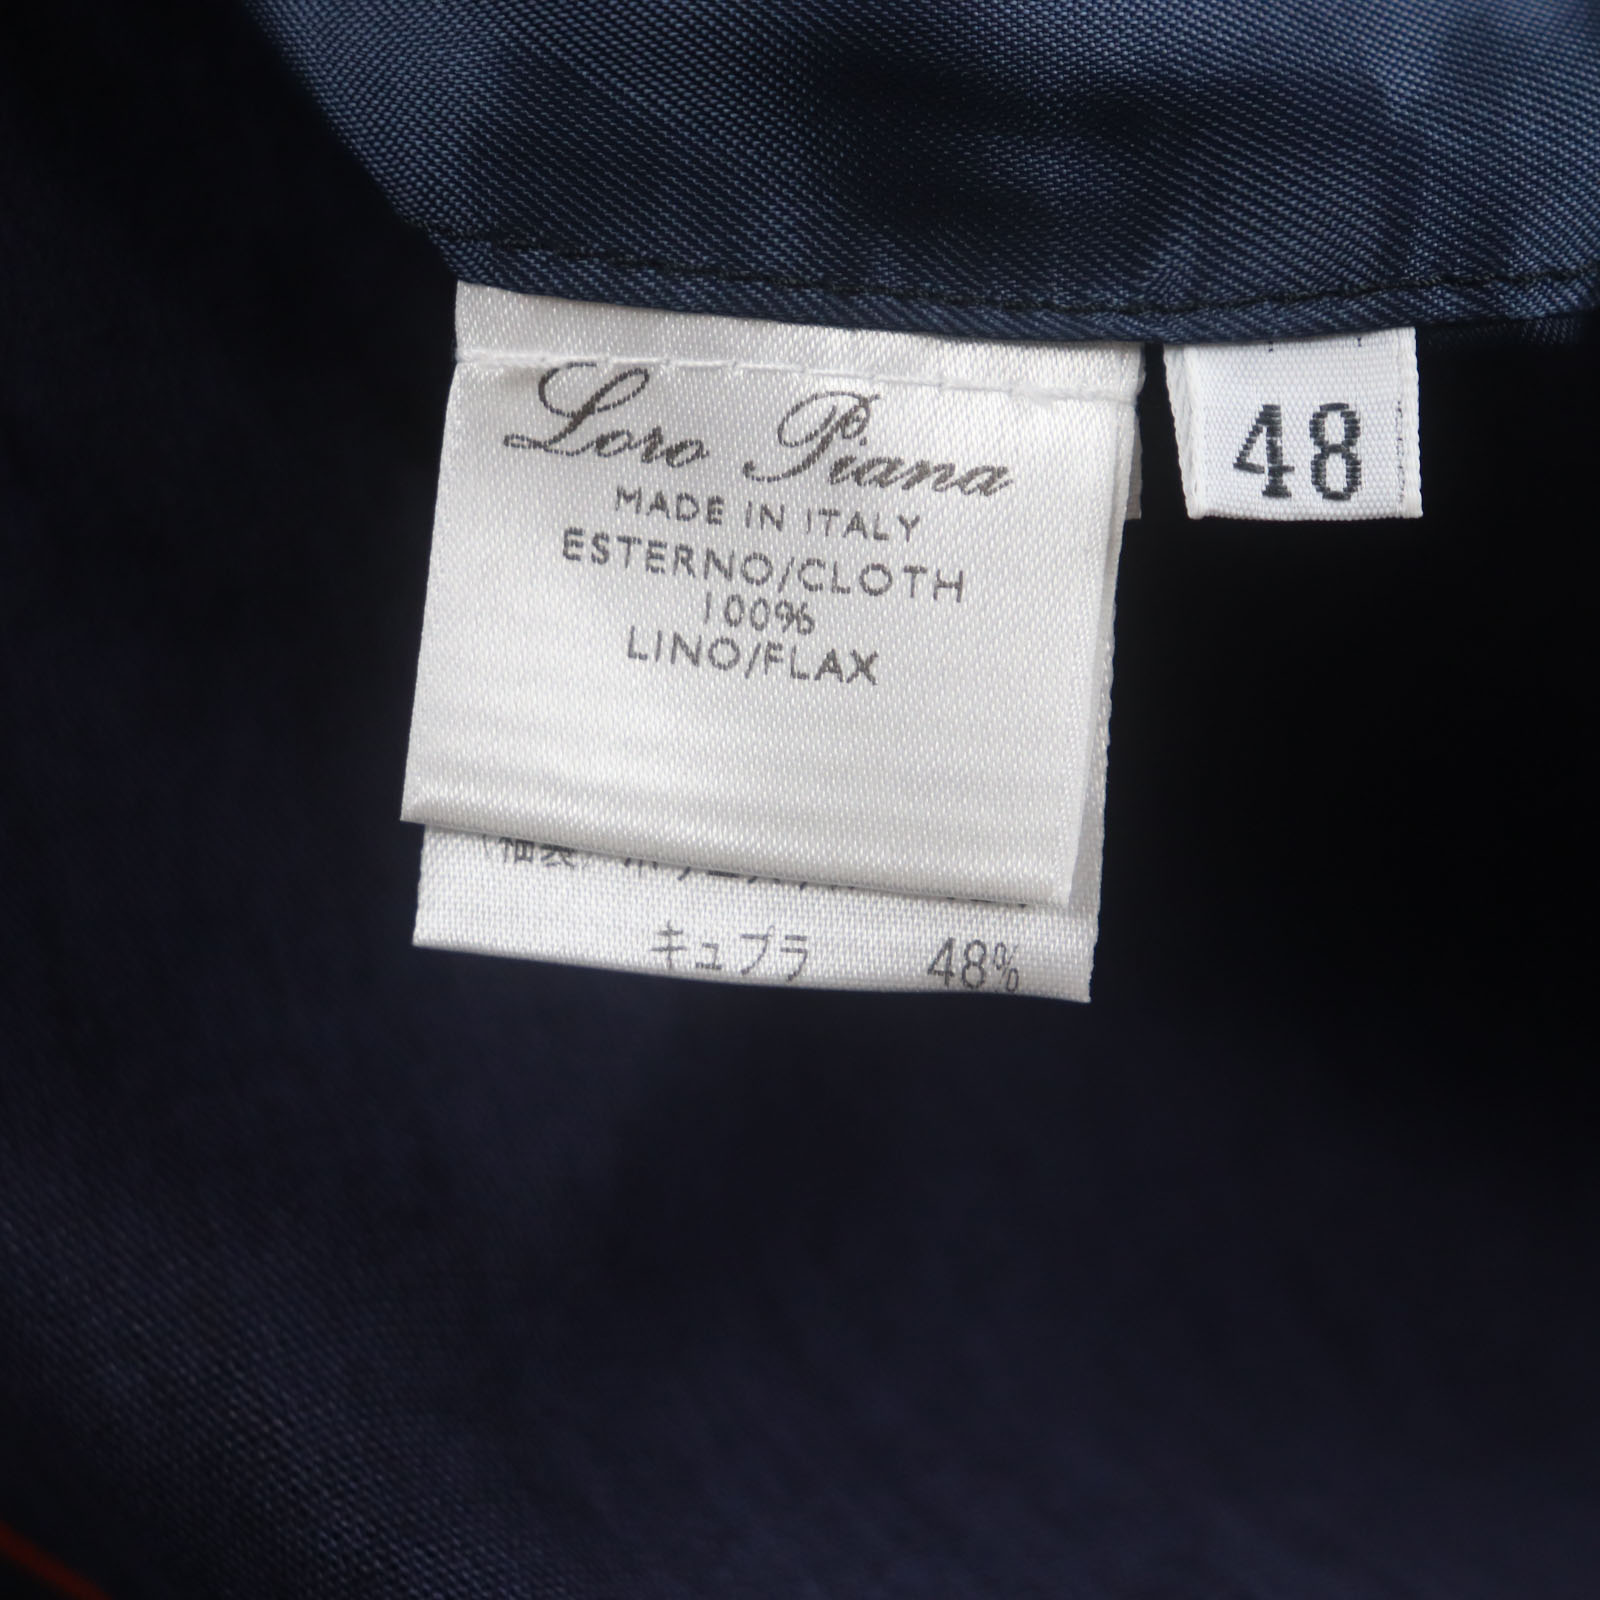 Loro Piana
MADE IN ITALY
ESTERNO/CLOTH
100%
LINO/FLAX
48
キュプラ 48%